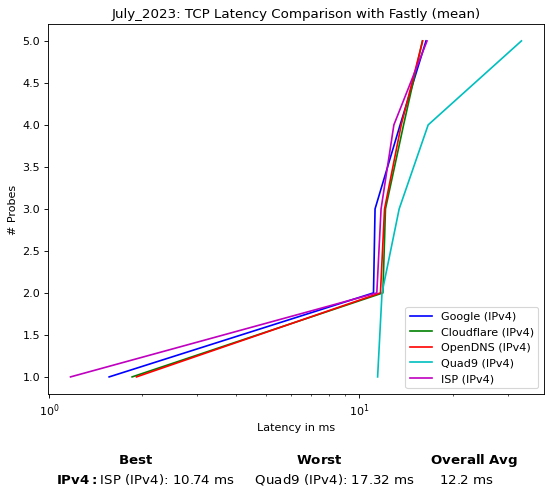 July_2023: TCP Latency Comparison with Fastly (mean)
5.0
4.5
4.0
3.5
3.0
2.5
2.0
1.5
1.0
# Probes
Google (IPv4)
Cloudflare (IPv4)
OpenDNS (IPv4)
Quad9 (IPv4)
ISP (IPv4)
10⁰ 10¹
Latency in ms
Best Worst Overall Avg
IPv4: ISP (IPv4): 10.74 ms Quad9 (IPv4): 17.32 ms 12.2 ms